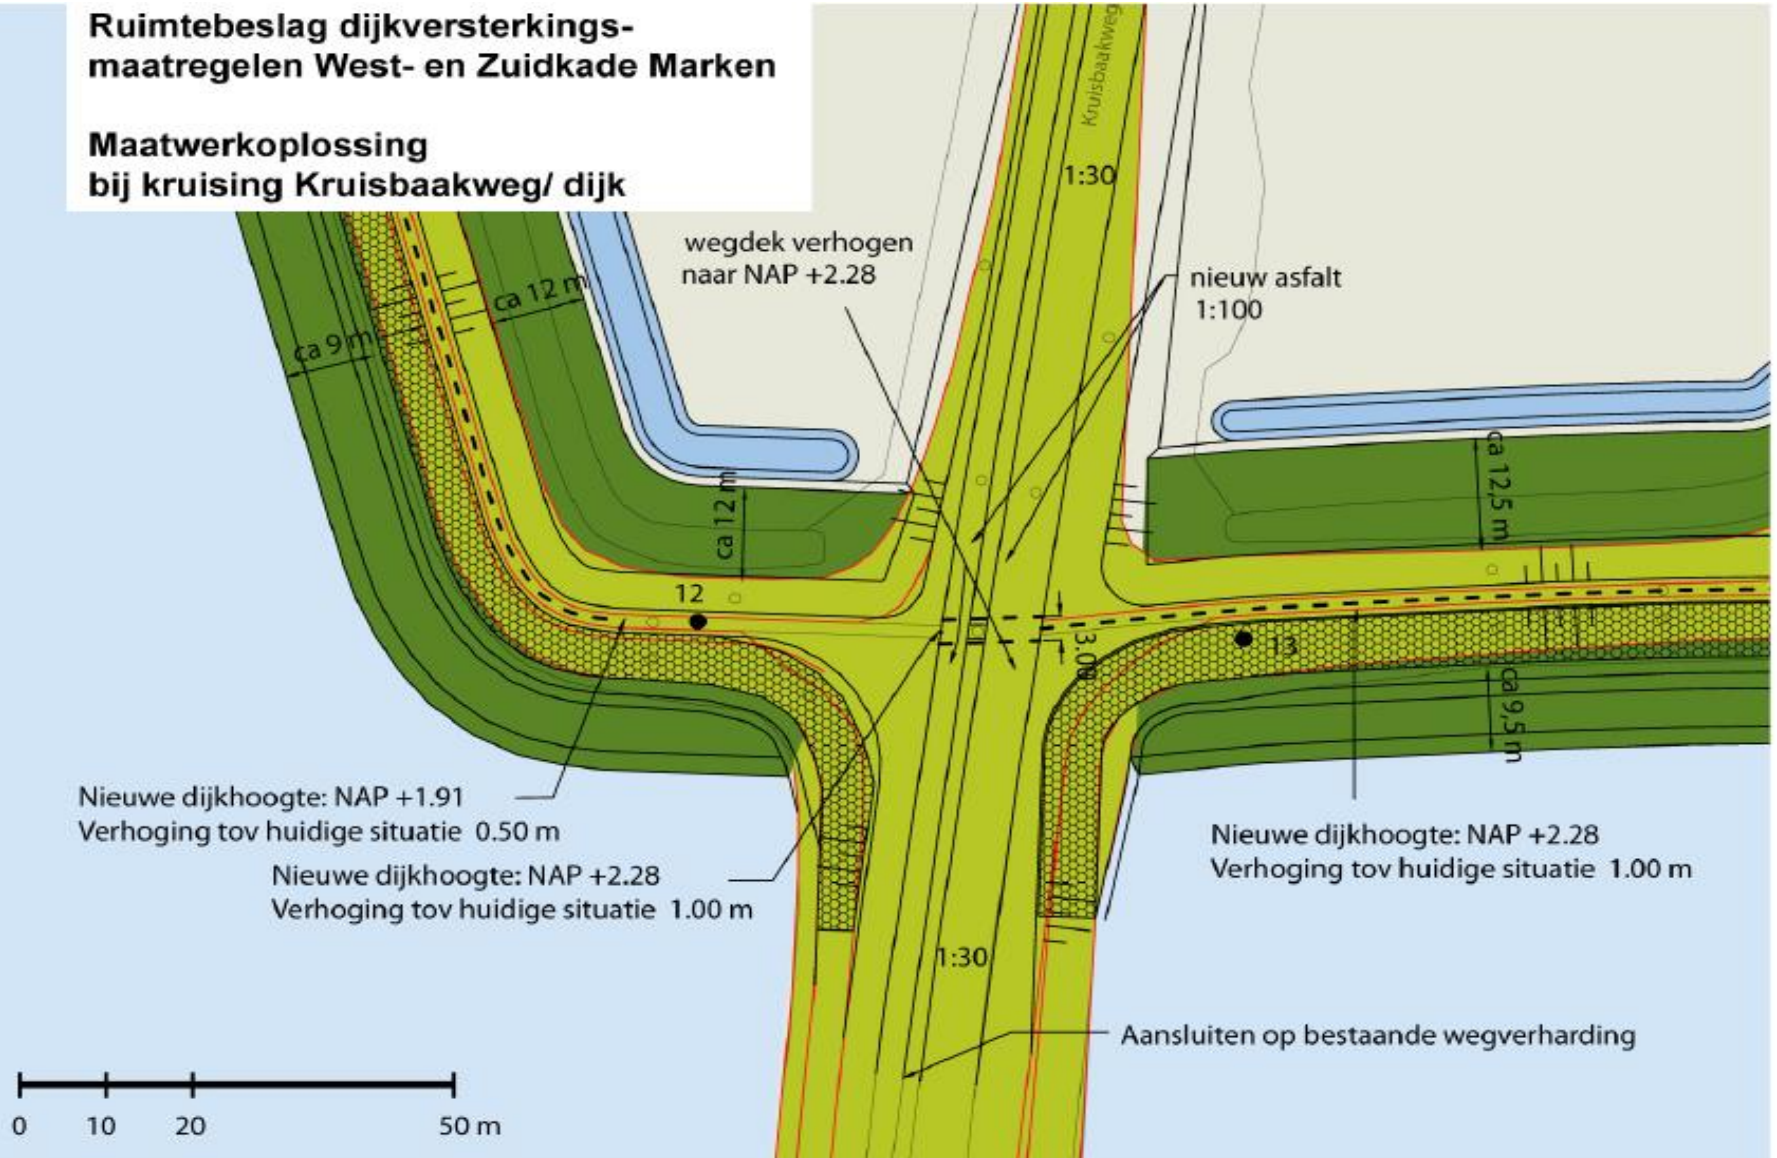 Ruimtebeslag dijkversterkings-
maatregelen West- en Zuidkade Marken
Maatwerkoplossing
bij kruising Kruisbaakweg/ dijk
Kruisbaakweg
1:30
wegdek verhogen
naar NAP +2.28
nieuw asfalt
1:100
ca 12 m
ca 9 m
ca 12 m
ca 12,5 m
12
3.00
13
ca 9,5 m
Nieuwe dijkhoogte: NAP +1.91
Verhoging tov huidige situatie 0.50 m
Nieuwe dijkhoogte: NAP +2.28
Verhoging tov huidige situatie 1.00 m
Nieuwe dijkhoogte: NAP +2.28
Verhoging tov huidige situatie 1.00 m
1:30
Aansluiten op bestaande wegverharding
0 10 20 50 m